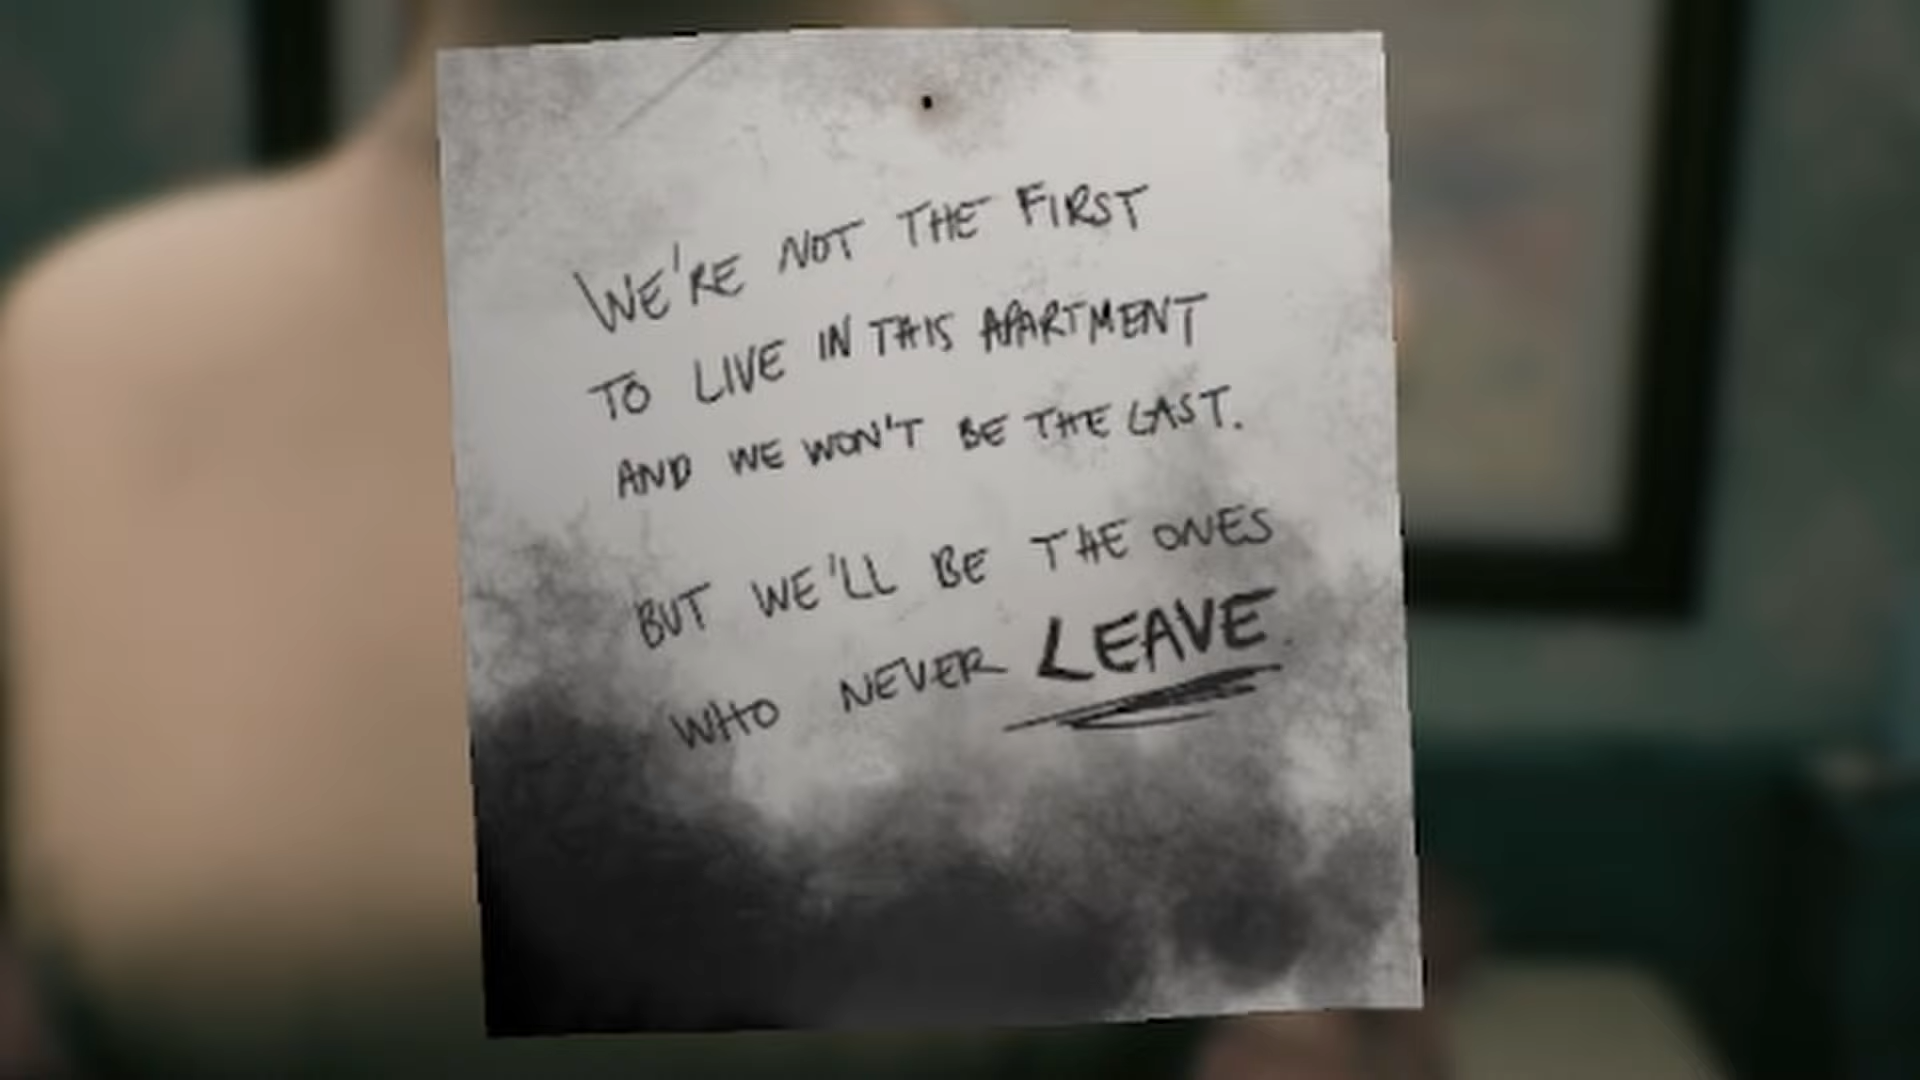 WE'RE NOT THE FIRST
TO LIVE IN THIS APARTMENT
AND WE WON'T BE THE LAST.
BUT WE'LL BE THE ONES
WHO NEVER LEAVE.